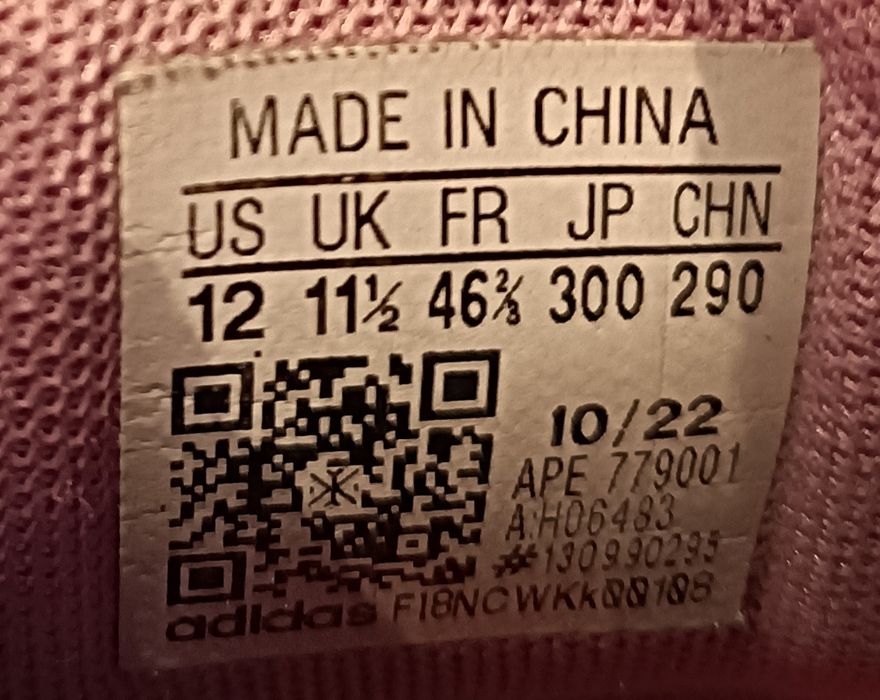 MADE IN CHINA
US UK FR JP CHN
12 11½ 46⅔ 300 290
10/22
APE 779001
A:H06483
#130990295
adidas